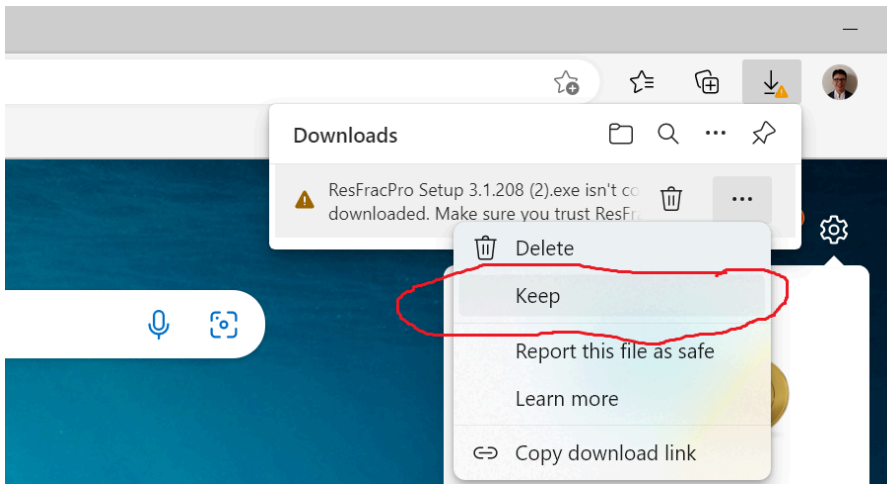 Downloads
ResFracPro Setup 3.1.208 (2).exe isn't co
downloaded. Make sure you trust ResFr
Delete
Keep
Report this file as safe
Learn more
Copy download link